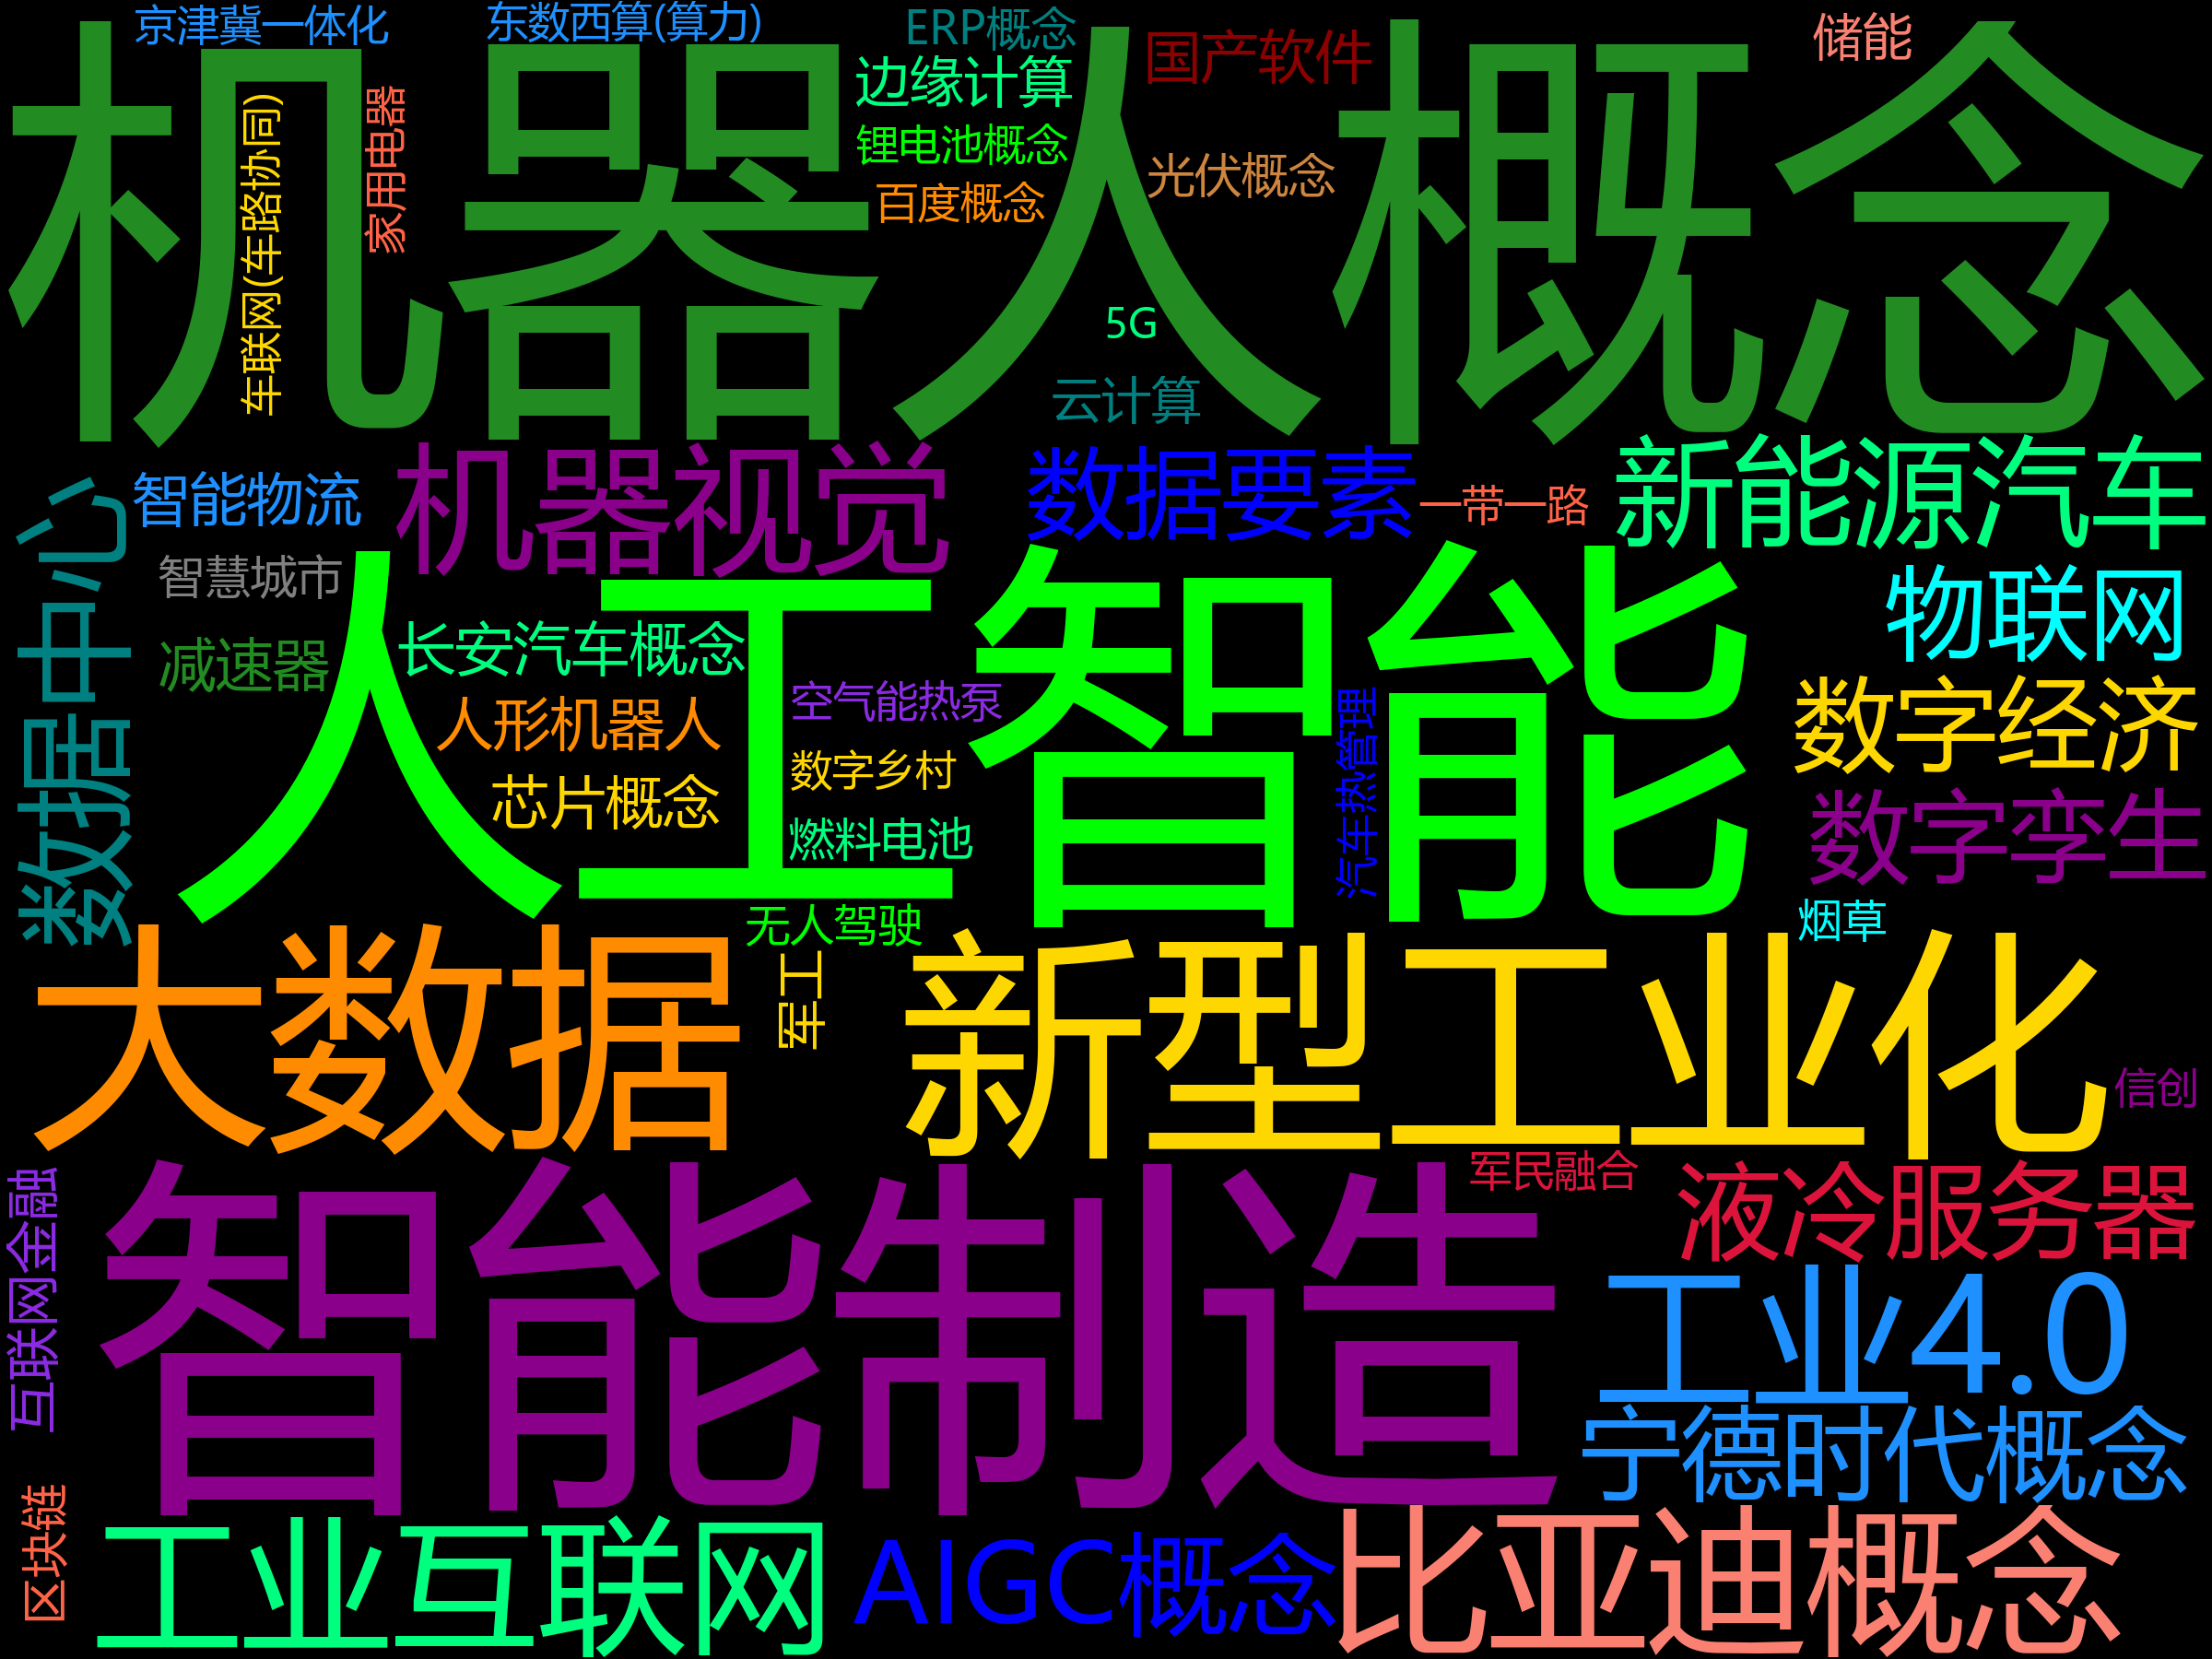 京津冀一体化
东数西算(算力)
ERP概念
国产软件
储能
机器人概念
边缘计算
车联网(车路协同)
家用电器
锂电池概念
光伏概念
百度概念
5G
云计算
智能物流
机器视觉
数据要素
一带一路
新能源汽车
数据中心
智慧城市
人工智能
物联网
减速器
长安汽车概念
人形机器人
空气能热泵
汽车热管理
数字经济
芯片概念
数字乡村
数字孪生
燃料电池
无人驾驶
烟草
大数据
军工
新型工业化
信创
互联网金融
智能制造
军民融合
液冷服务器
工业4.0
宁德时代概念
区块链
工业互联网
AIGC概念
比亚迪概念